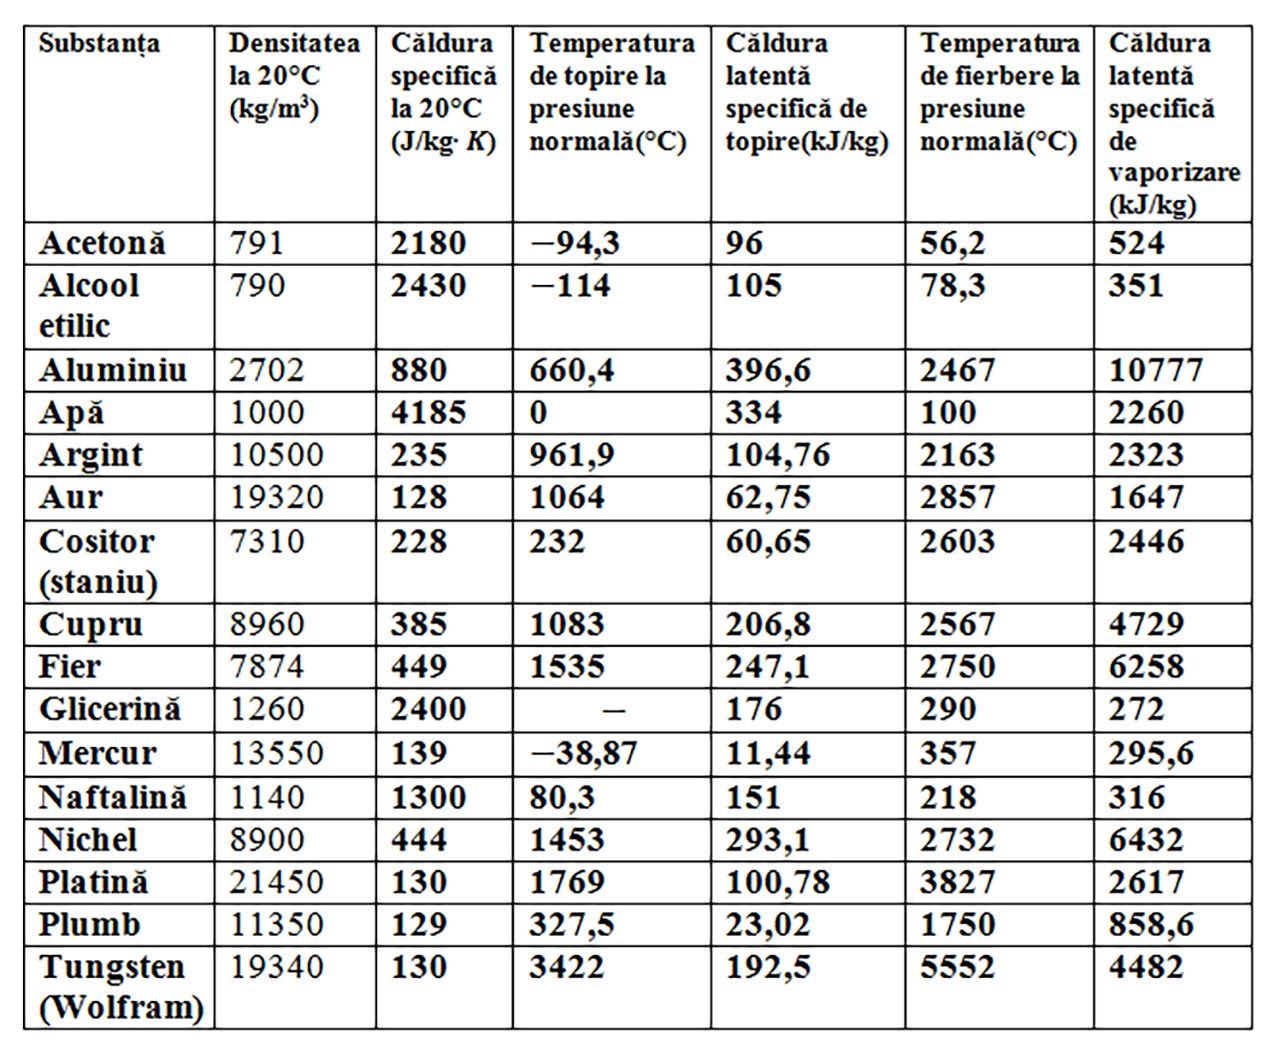 Substanța | Densitatea la 20°C (kg/m³) | Căldura specifică la 20°C (J/kg· K) | Temperatura de topire la presiune normală(°C) | Căldura latentă specifică de topire(kJ/kg) | Temperatura de fierbere la presiune normală(°C) | Căldura latentă specifică de vaporizare (kJ/kg)
Acetonă | 791 | 2180 | −94,3 | 96 | 56,2 | 524
Alcool etilic | 790 | 2430 | −114 | 105 | 78,3 | 351
Aluminiu | 2702 | 880 | 660,4 | 396,6 | 2467 | 10777
Apă | 1000 | 4185 | 0 | 334 | 100 | 2260
Argint | 10500 | 235 | 961,9 | 104,76 | 2163 | 2323
Aur | 19320 | 128 | 1064 | 62,75 | 2857 | 1647
Cositor (staniu) | 7310 | 228 | 232 | 60,65 | 2603 | 2446
Cupru | 8960 | 385 | 1083 | 206,8 | 2567 | 4729
Fier | 7874 | 449 | 1535 | 247,1 | 2750 | 6258
Glicerină | 1260 | 2400 | − | 176 | 290 | 272
Mercur | 13550 | 139 | −38,87 | 11,44 | 357 | 295,6
Naftalină | 1140 | 1300 | 80,3 | 151 | 218 | 316
Nichel | 8900 | 444 | 1453 | 293,1 | 2732 | 6432
Platină | 21450 | 130 | 1769 | 100,78 | 3827 | 2617
Plumb | 11350 | 129 | 327,5 | 23,02 | 1750 | 858,6
Tungsten (Wolfram) | 19340 | 130 | 3422 | 192,5 | 5552 | 4482